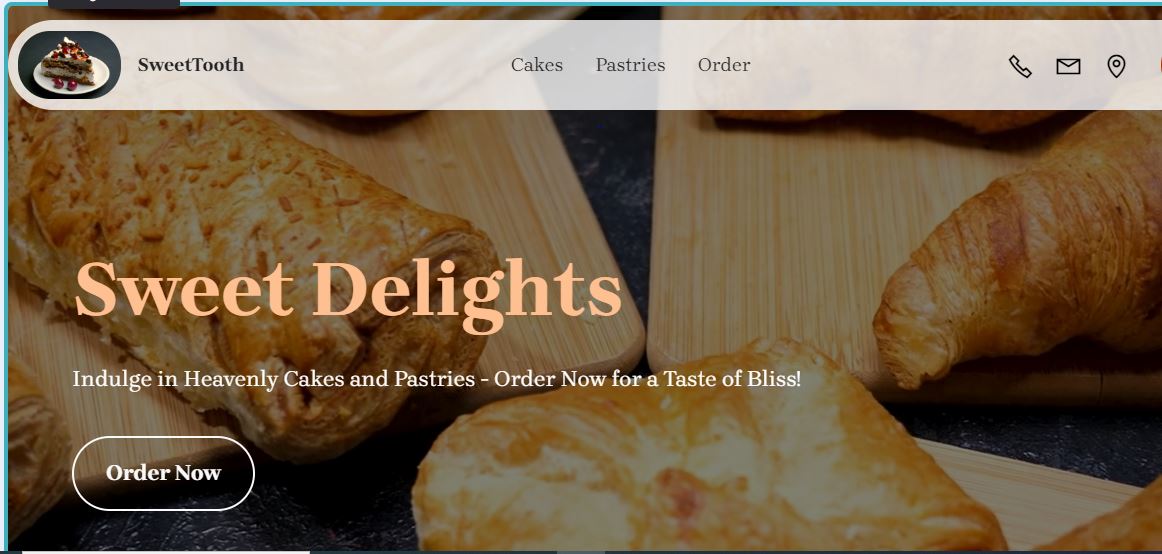 SweetTooth
Cakes Pastries Order
Sweet Delights
Indulge in Heavenly Cakes and Pastries - Order Now for a Taste of Bliss!
Order Now